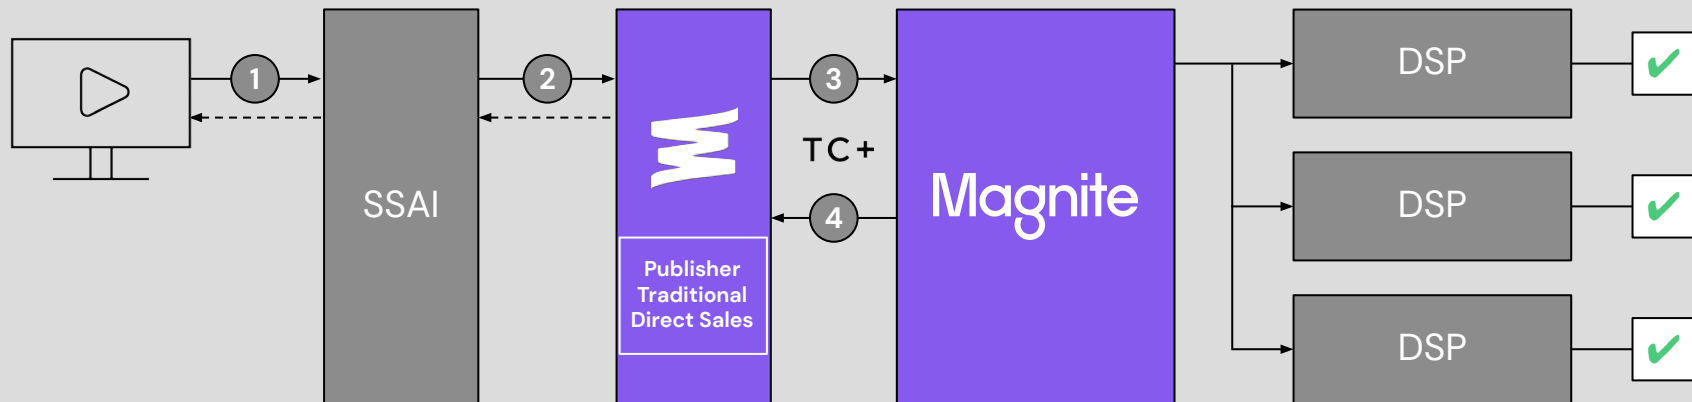 1
SSAI
2
Publisher
Traditional
Direct Sales
3
TC+
4
Magnite
DSP
DSP
DSP